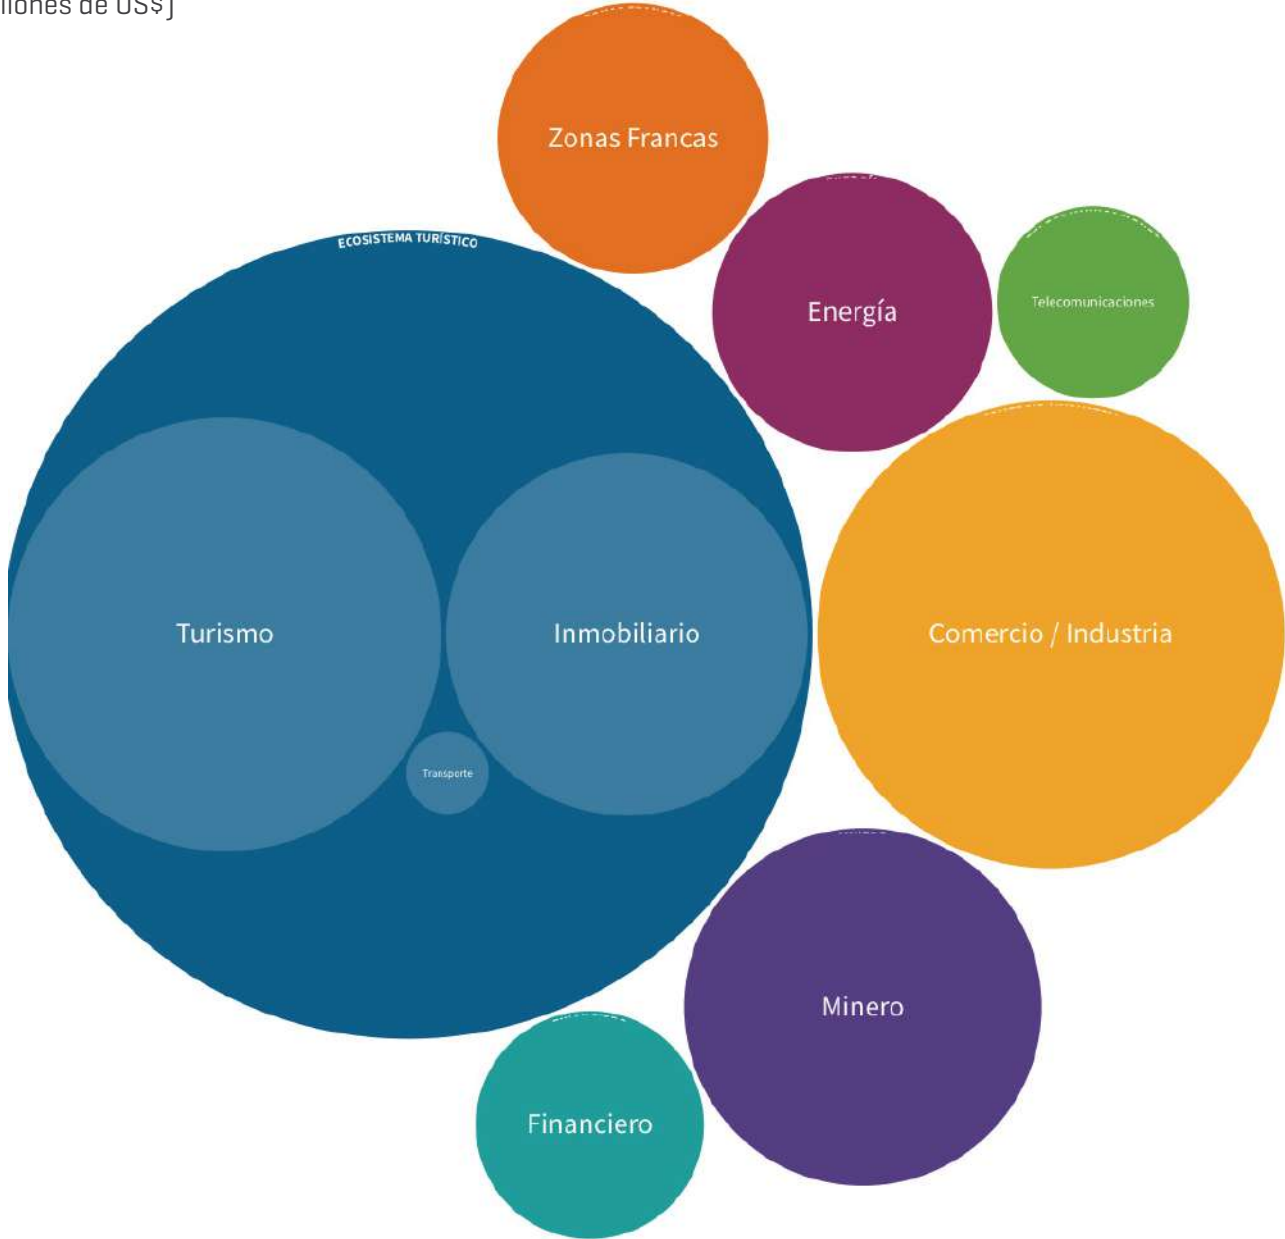 llones de US$]
Zonas Francas
ECOSISTEMA TURÍSTICO
Energía
Telecomunicaciones
Turismo
Inmobiliario
Comercio / Industria
Transporte
Minero
Financiero